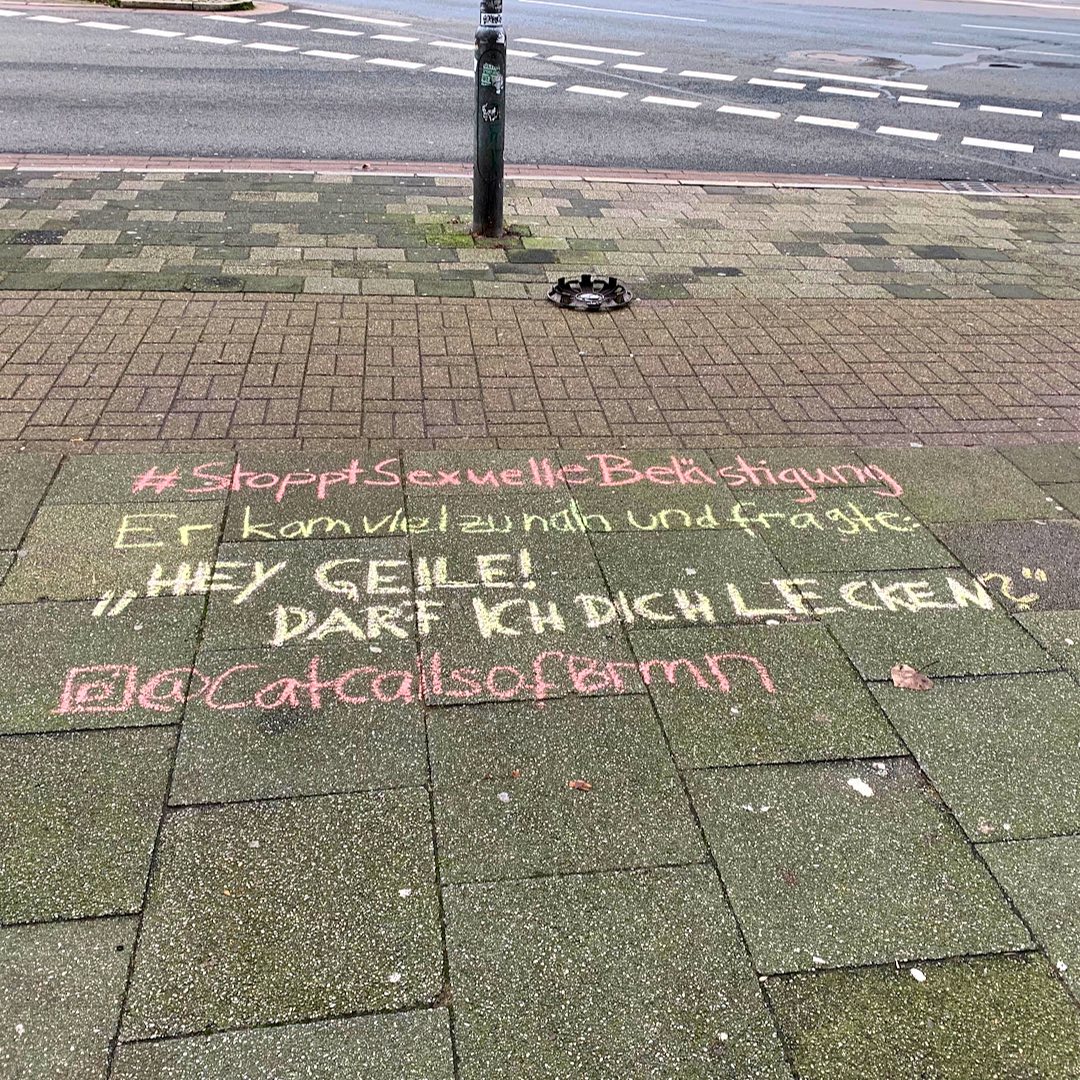 #StopptSexuelleBelästigung
Er kam viel zu nah und fragte:
„HEY GEILE!
DARF ICH DICH LECKEN?“
@CatcallsofBrmn